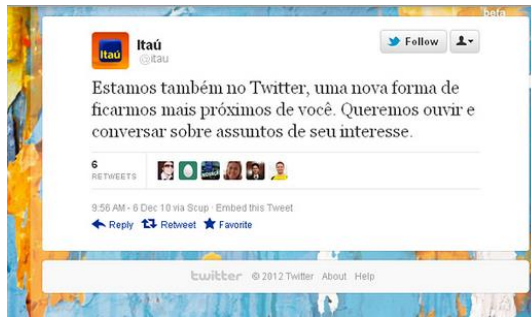 beta
Itaú
Itaú
@itau
Follow
Estamos também no Twitter, uma nova forma de
ficarmos mais próximos de você. Queremos ouvir e
conversar sobre assuntos de seu interesse.
6
RETWEETS
9:56 AM - 6 Dec 10 via Scup · Embed this Tweet
Reply Retweet Favorite
twitter © 2012 Twitter About Help